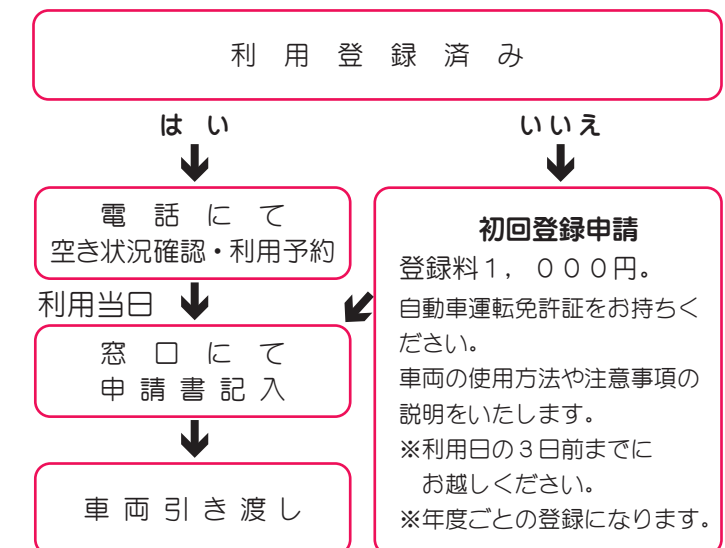 利用登録済み
はい
いいえ
電話にて
空き状況確認・利用予約
利用当日
窓口にて
申請書記入
車両引き渡し
初回登録申請
登録料1，000円。
自動車運転免許証をお持ちく
ださい。
車両の使用方法や注意事項の
説明をいたします。
※利用日の3日前までに
お越しください。
※年度ごとの登録になります。